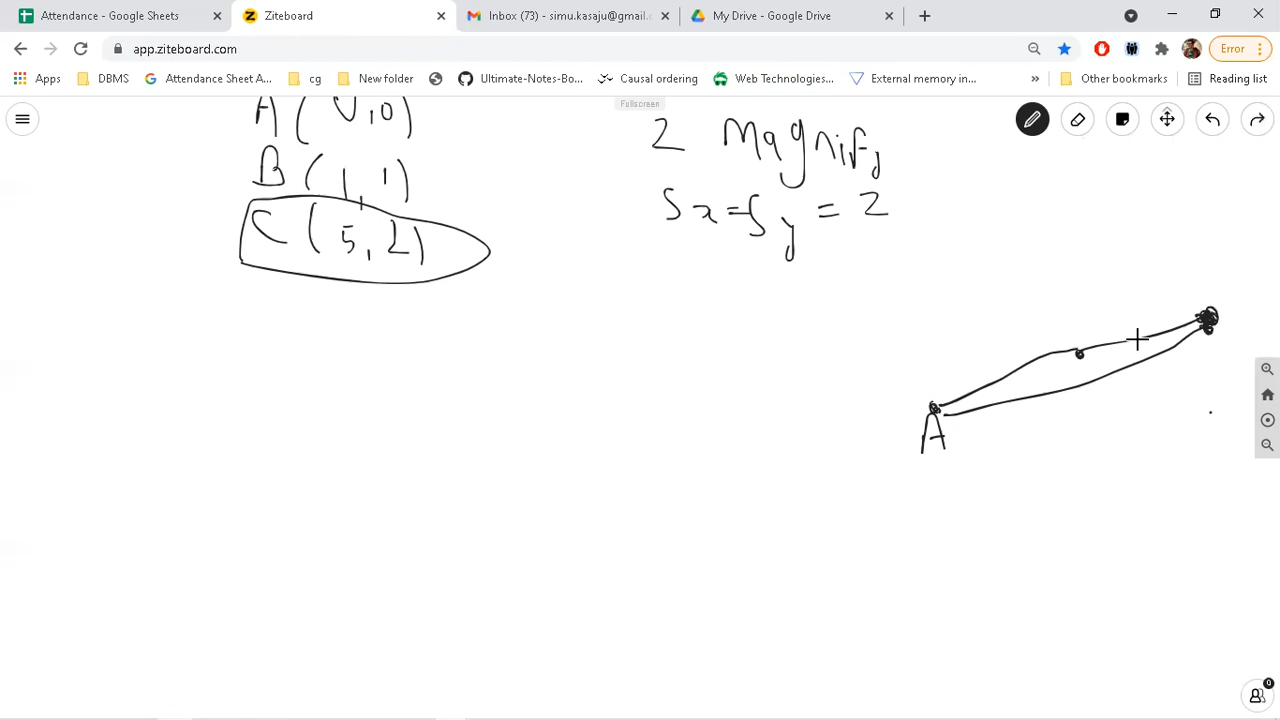 Attendance - Google Sheets
Ziteboard
Inbox (73) - simu.kasaju@gmail.c
My Drive - Google Drive
app.ziteboard.com
Error
Apps
DBMS
Attendance Sheet A...
cg
New folder
Ultimate-Notes-Bo...
Causal ordering
Web Technologies...
External memory in...
»
Other bookmarks
Reading list
Fullscreen
A ( 0,0)
B ( 1, 1)
C ( 5, 2)
2 Magnify
Sx=Sy = 2
A
0